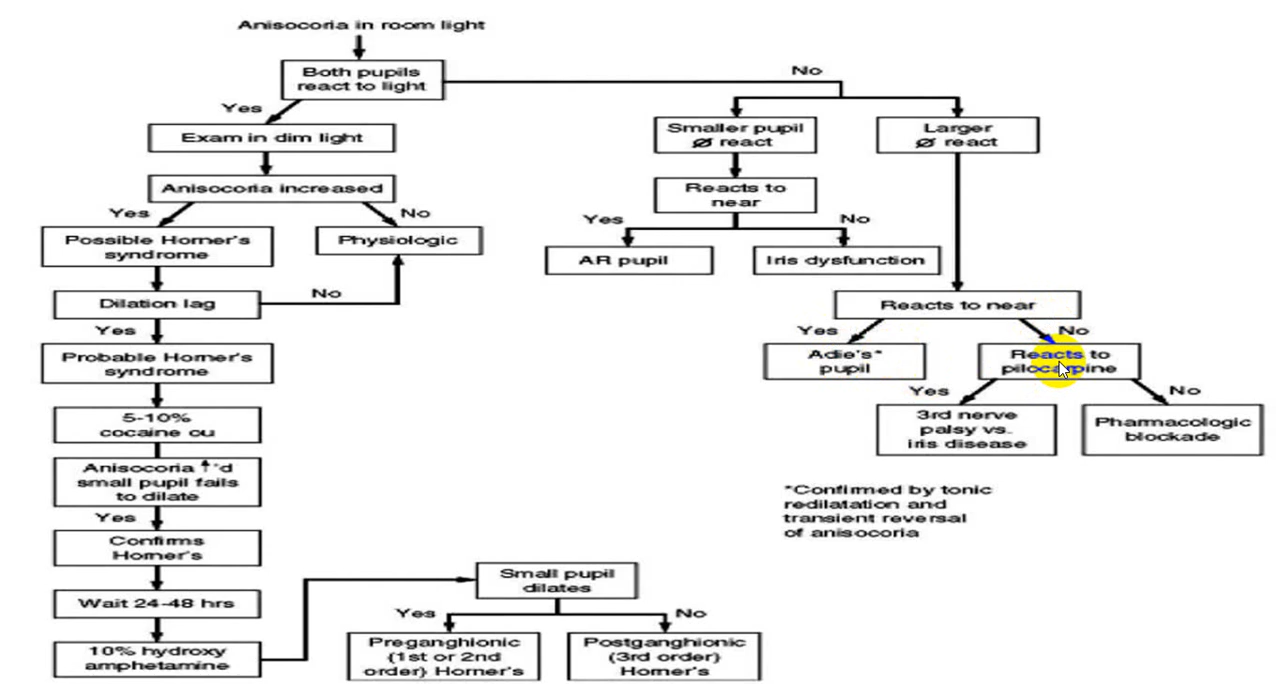 Anisocoria in room light
Both pupils
react to light
No
Yes
Exam in dim light
Anisocoria increased
Yes
No
Possible Horner's
syndrome
Physiologic
Dilation lag
No
Yes
Probable Horner's
syndrome
5-10%
cocaine ou
Anisocoria ↑'d
small pupil fails
to dilate
Yes
Confirms
Horner's
Wait 24-48 hrs
10% hydroxy
amphetamine
Small pupil
dilates
Yes
No
Preganghionic
(1st or 2nd
order) Horner's
Postganghionic
(3rd order)
Horner's
Smaller pupil
Ø react
Larger
Ø react
Reacts to
near
Yes
No
AR pupil
Iris dysfunction
Reacts to near
Yes
No
Adie's*
pupil
Reacts to
pilocarpine
Yes
No
3rd nerve
palsy vs.
iris disease
Pharmacologic
blockade
*Confirmed by tonic
redilatation and
transient reversal
of anisocoria